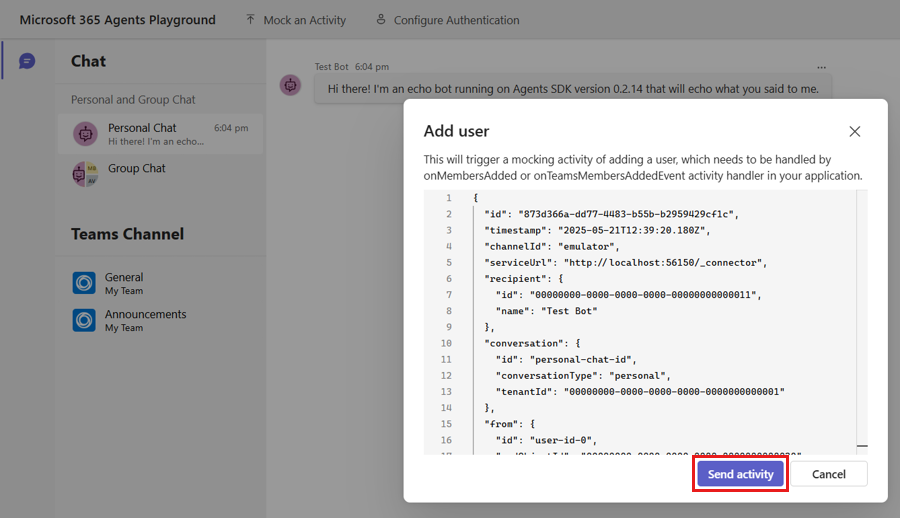 Microsoft 365 Agents Playground
Mock an Activity
Configure Authentication
Chat
Personal and Group Chat
Personal Chat 6:04 pm
Hi there! I'm an echo...
MB
AV
Group Chat
Teams Channel
General
My Team
Announcements
My Team
Test Bot 6:04 pm
...
Hi there! I'm an echo bot running on Agents SDK version 0.2.14 that will echo what you said to me.
Add user
This will trigger a mocking activity of adding a user, which needs to be handled by
onMembersAdded or onTeamsMembersAddedEvent activity handler in your application.
1 {
2 "id": "873d366a-dd77-4483-b55b-b2959429cf1c",
3 "timestamp": "2025-05-21T12:39:20.180Z",
4 "channelId": "emulator",
5 "serviceUrl": "http://localhost:56150/_connector",
6 "recipient": {
7 "id": "00000000-0000-0000-0000-00000000000011",
8 "name": "Test Bot"
9 },
10 "conversation": {
11 "id": "personal-chat-id",
12 "conversationType": "personal",
13 "tenantId": "00000000-0000-0000-0000-0000000000001"
14 },
15 "from": {
16 "id": "user-id-0",
Send activity
Cancel